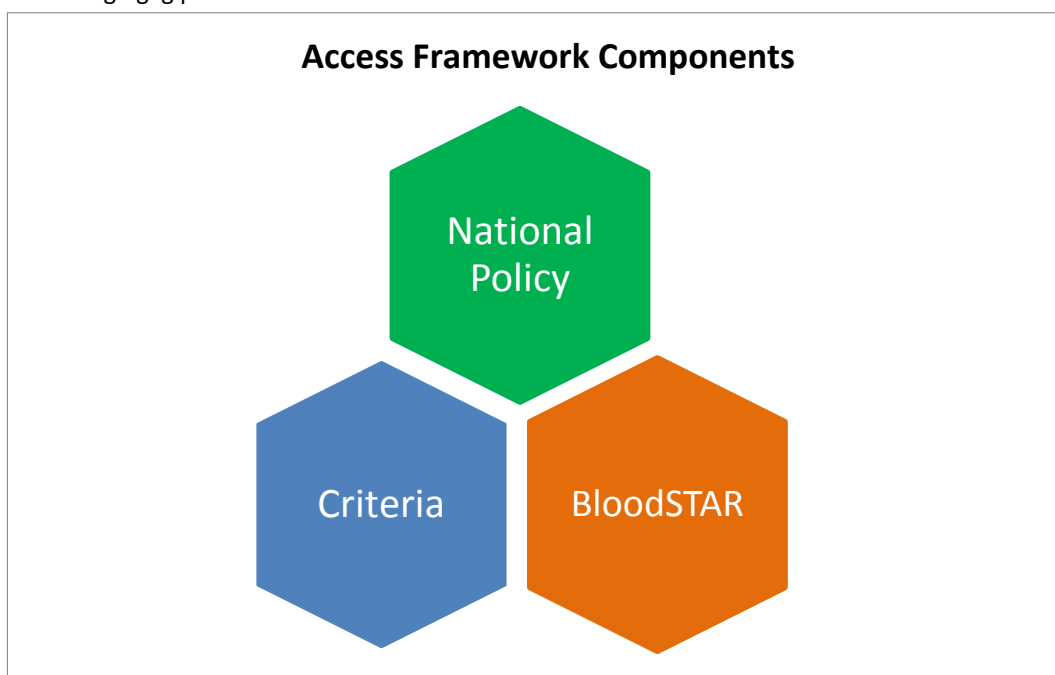 Access Framework Components
National
Policy
Criteria
BloodSTAR